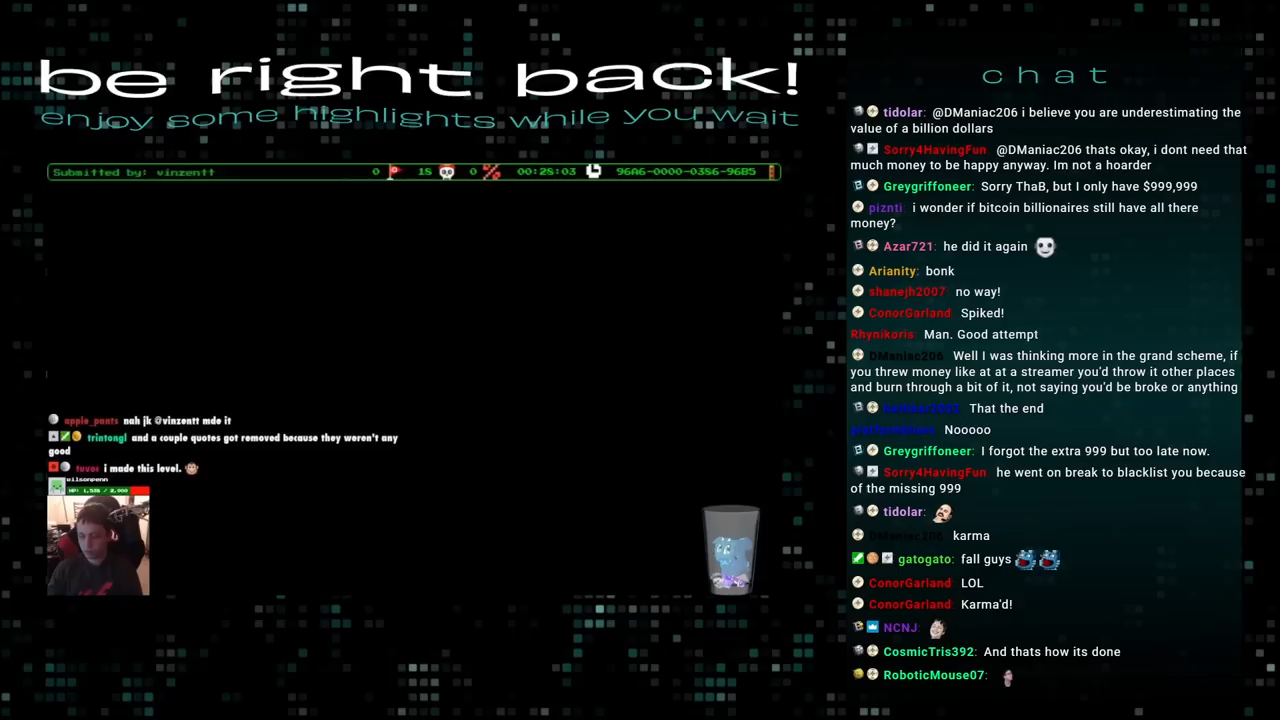 be right back!
enjoy some highlights while you wait
Submitted by: vinzentt 0 18 0 00:28:03 96A6-0000-0386-96B5
apple_pants nah jk @vinzentt mde it
trintongl and a couple quotes got removed because they weren't any
good
tuvor i made this level.
wilsonpenn
HP:
chat
tidolar: @DManiac206 i believe you are underestimating the
value of a billion dollars
Sorry4HavingFun @DManiac206 thats okay, i dont need that
much money to be happy anyway. Im not a hoarder
Greygriffoneer: Sorry ThaB, but I only have $999,999
piznti i wonder if bitcoin billionaires still have all there
money?
Azar721: he did it again
Arianity: bonk
shanejh2007 no way!
ConorGarland Spiked!
Rhynikoris: Man. Good attempt
DManiac206 Well I was thinking more in the grand scheme, if
you threw money like at at a streamer you'd throw it other places
and burn through a bit of it, not saying you'd be broke or anything
That the end
Nooooo
Greygriffoneer: I forgot the extra 999 but too late now.
Sorry4HavingFun he went on break to blacklist you because
of the missing 999
tidolar:
DManiac206 karma
gatogato: fall guys
ConorGarland LOL
ConorGarland Karma'd!
NCNJ:
CosmicTris392: And thats how its done
RoboticMouse07: